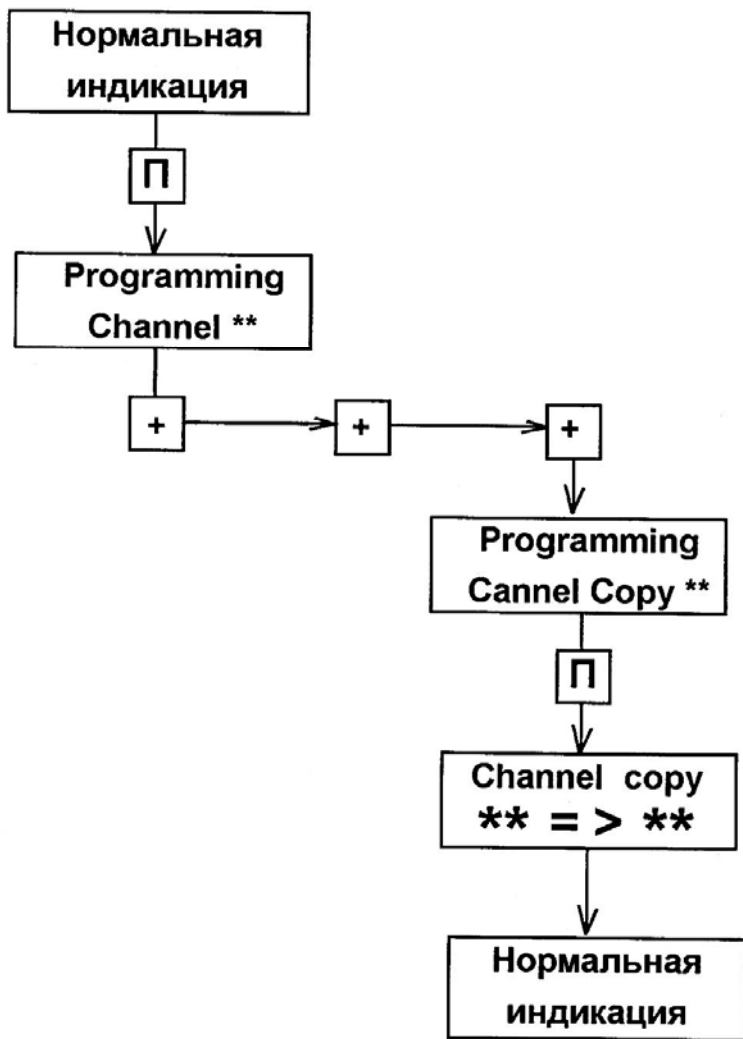 Нормальная
индикация
П
Programming
Channel **
+ + +
Programming
Cannel Copy **
П
Channel copy
** = > **
Нормальная
индикация